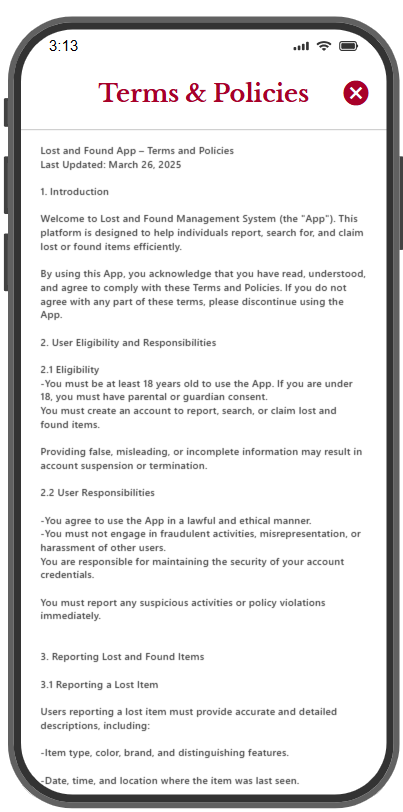 3:13
Terms & Policies
Lost and Found App – Terms and Policies
Last Updated: March 26, 2025
1. Introduction
Welcome to Lost and Found Management System (the "App"). This
platform is designed to help individuals report, search for, and claim
lost or found items efficiently.
By using this App, you acknowledge that you have read, understood,
and agree to comply with these Terms and Policies. If you do not
agree with any part of these terms, please discontinue using the
App.
2. User Eligibility and Responsibilities
2.1 Eligibility
-You must be at least 18 years old to use the App. If you are under
18, you must have parental or guardian consent.
You must create an account to report, search, or claim lost and
found items.
Providing false, misleading, or incomplete information may result in
account suspension or termination.
2.2 User Responsibilities
-You agree to use the App in a lawful and ethical manner.
-You must not engage in fraudulent activities, misrepresentation, or
harassment of other users.
You are responsible for maintaining the security of your account
credentials.
You must report any suspicious activities or policy violations
immediately.
3. Reporting Lost and Found Items
3.1 Reporting a Lost Item
Users reporting a lost item must provide accurate and detailed
descriptions, including:
-Item type, color, brand, and distinguishing features.
-Date, time, and location where the item was last seen.